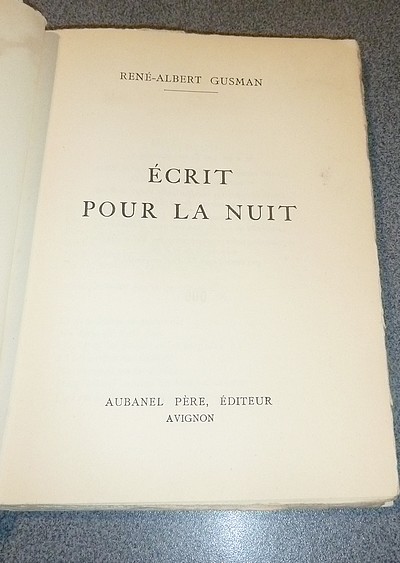 RENÉ-ALBERT GUSMAN
ÉCRIT
POUR LA NUIT
AUBANEL PÈRE, ÉDITEUR
AVIGNON